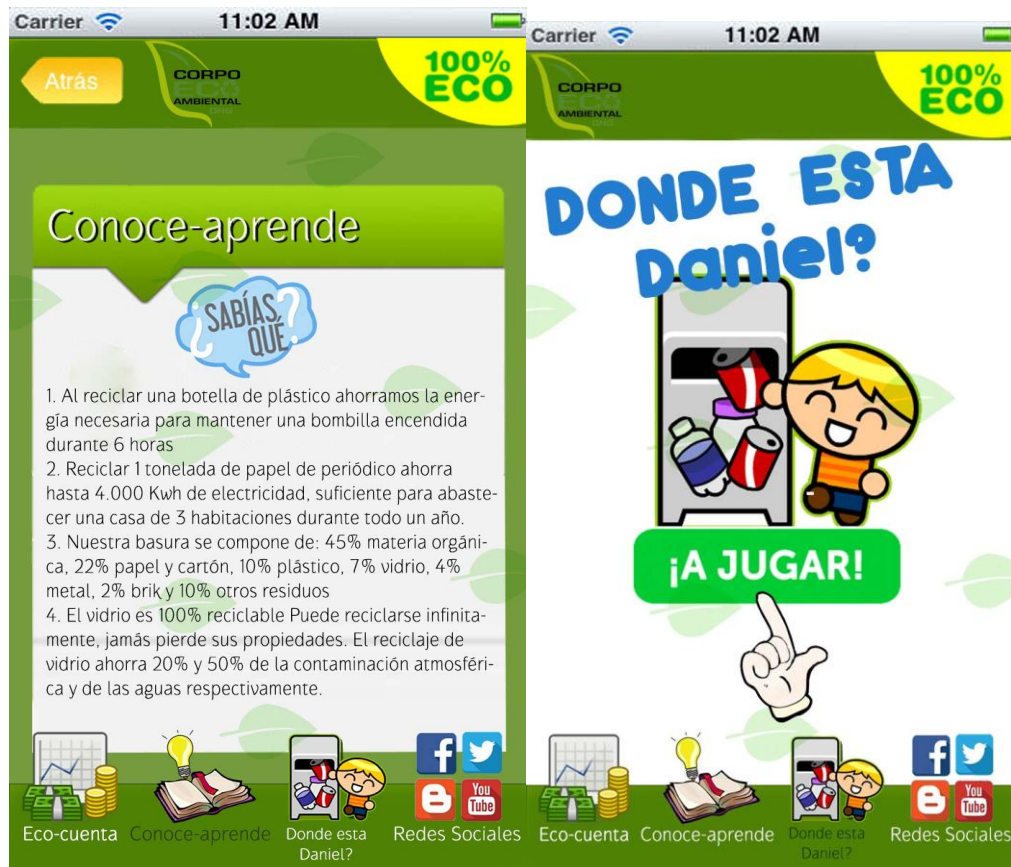 Carrier
11:02 AM
Atrás
CORPO
ECO
AMBIENTAL
ONG
100%
ECO
Conoce-aprende
¿SABÍAS
QUÉ?
1. Al reciclar una botella de plástico ahorramos la ener-
gía necesaria para mantener una bombilla encendida
durante 6 horas
2. Reciclar 1 tonelada de papel de periódico ahorra
hasta 4.000 Kwh de electricidad, suficiente para abaste-
cer una casa de 3 habitaciones durante todo un año.
3. Nuestra basura se compone de: 45% materia orgáni-
ca, 22% papel y cartón, 10% plástico, 7% vidrio, 4%
metal, 2% brik y 10% otros residuos
4. El vidrio es 100% reciclable Puede reciclarse infinita-
mente, jamás pierde sus propiedades. El reciclaje de
vidrio ahorra 20% y 50% de la contaminación atmosféri-
ca y de las aguas respectivamente.
You
Tube
Eco-cuenta
Conoce-aprende
Donde esta
Daniel?
Redes Sociales
Carrier
11:02 AM
CORPO
ECO
AMBIENTAL
ONG
100%
ECO
DONDE ESTA
Daniel?
¡A JUGAR!
You
Tube
Eco-cuenta
Conoce-aprende
Donde esta
Daniel?
Redes Sociales